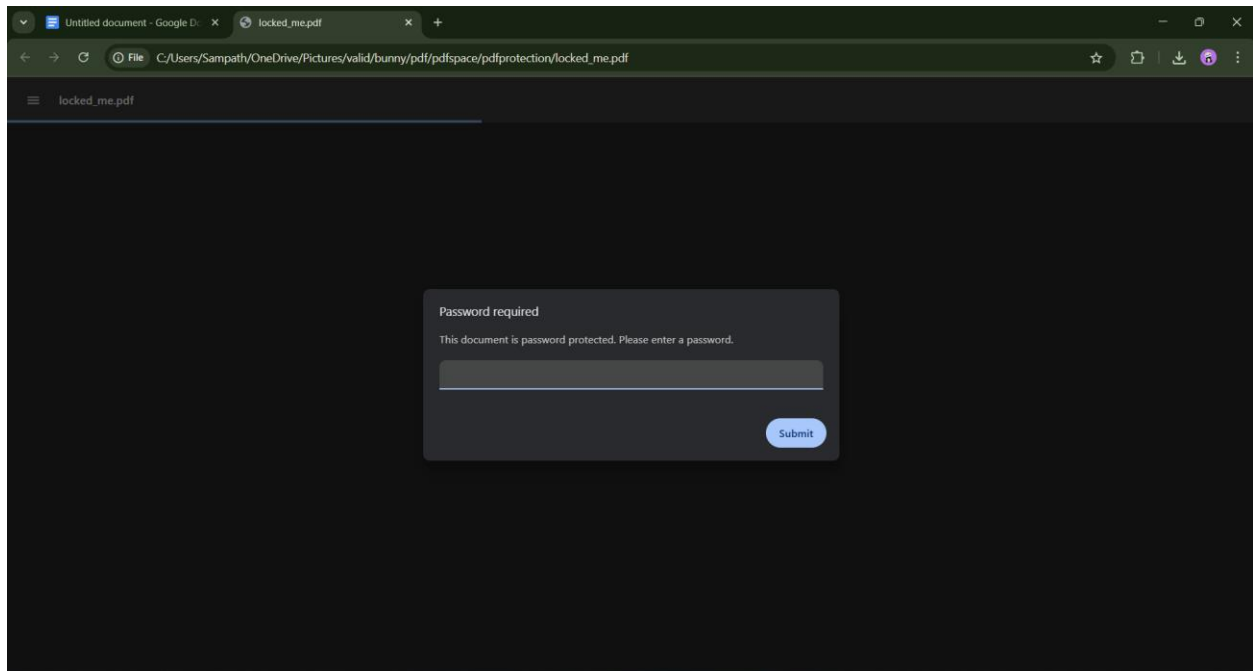 Untitled document - Google Do
locked_me.pdf
File C:/Users/Sampath/OneDrive/Pictures/valid/bunny/pdf/pdfspace/pdfprotection/locked_me.pdf
locked_me.pdf
Password required
This document is password protected. Please enter a password.
Submit